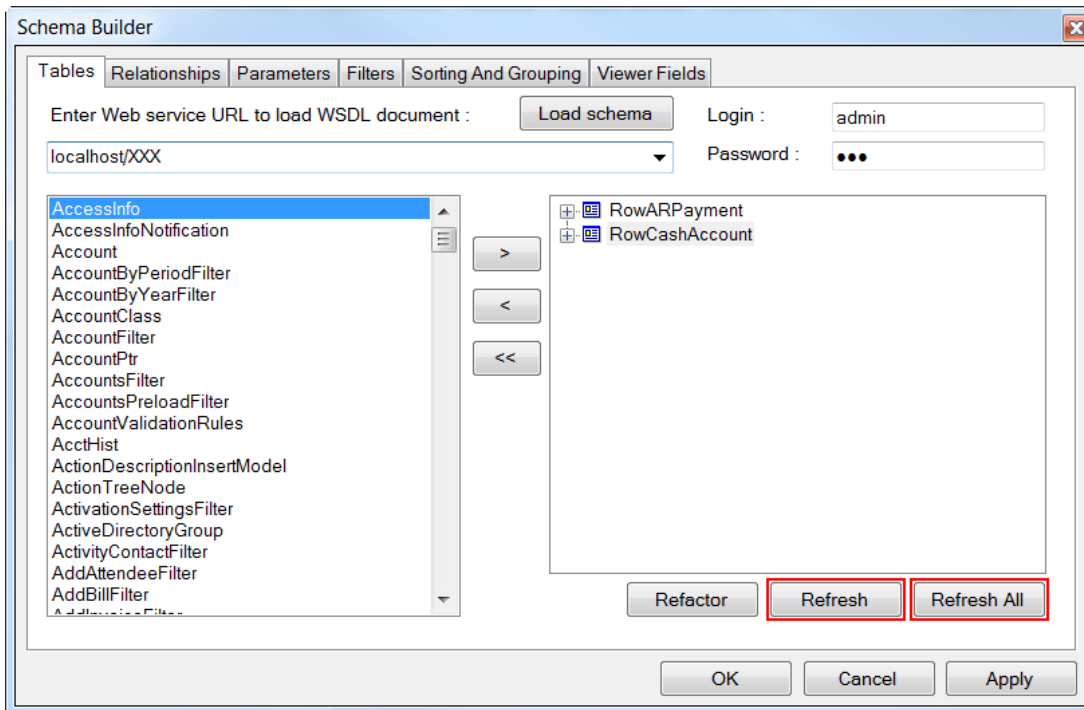 Schema Builder
Tables Relationships Parameters Filters Sorting And Grouping Viewer Fields
Enter Web service URL to load WSDL document : Load schema Login : admin
localhost/XXX Password : ●●●
AccessInfo
AccessInfoNotification
Account
AccountByPeriodFilter
AccountByYearFilter
AccountClass
AccountFilter
AccountPtr
AccountsFilter
AccountsPreloadFilter
AccountValidationRules
AcctHist
ActionDescriptionInsertModel
ActionTreeNode
ActivationSettingsFilter
ActiveDirectoryGroup
ActivityContactFilter
AddAttendeeFilter
AddBillFilter
>
<
<<
RowARPayment
RowCashAccount
Refactor Refresh Refresh All
OK Cancel Apply